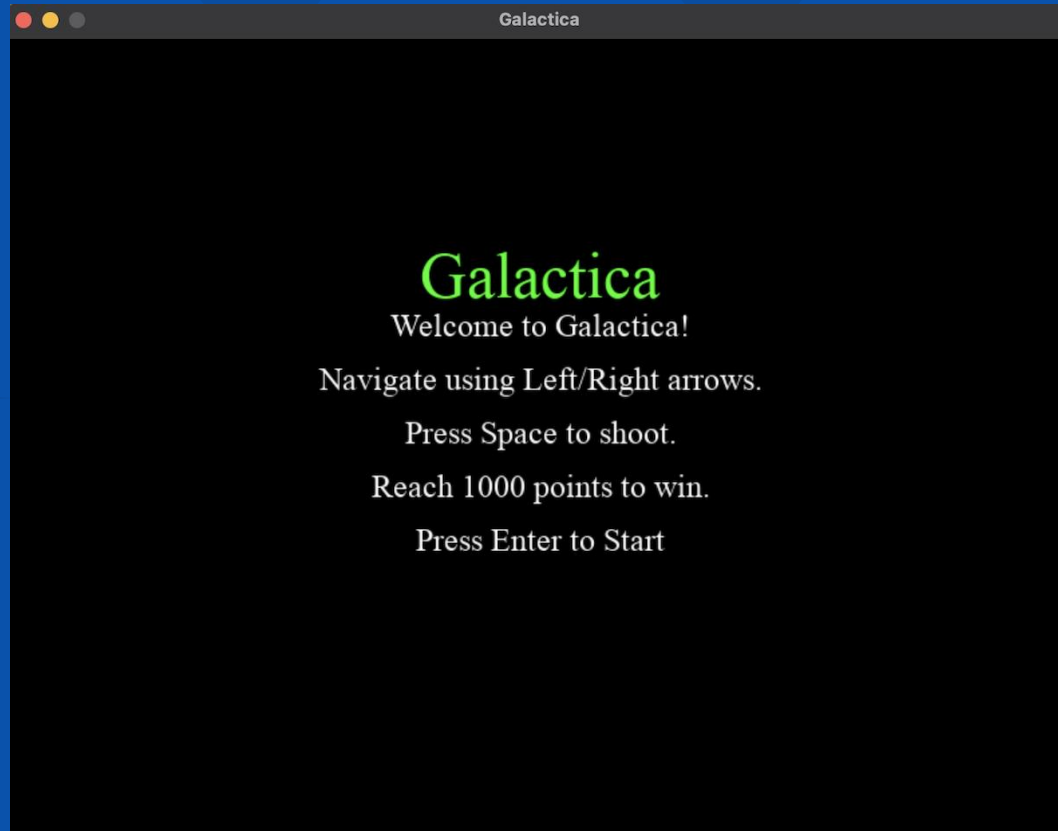 Galactica
Galactica
Welcome to Galactica!
Navigate using Left/Right arrows.
Press Space to shoot.
Reach 1000 points to win.
Press Enter to Start